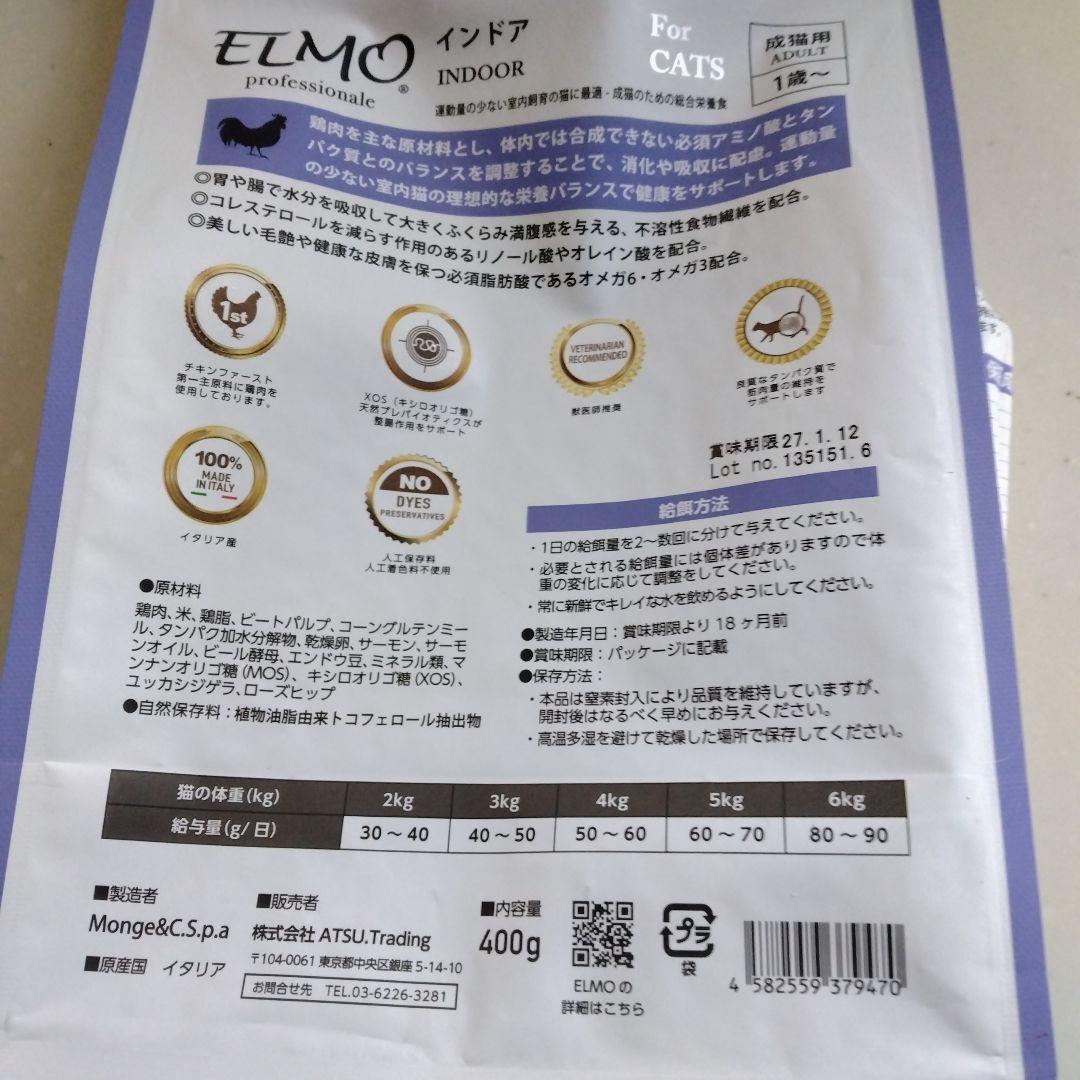 ELMO
professionale
®
インドア
INDOOR
For
CATS
成猫用
ADULT
1歳～
運動量の少ない室内飼育の猫に最適 - 成猫のための総合栄養食
鶏肉を主な原材料とし、体内では合成できない必須アミノ酸とタン
パク質とのバランスを調整することで、消化や吸収に配慮。運動量
の少ない室内猫の理想的な栄養バランスで健康をサポートします。
◎胃や腸で水分を吸収して大きくふくらみ満腹感を与える、不溶性食物繊維を配合。
◎コレステロールを減らす作用のあるリノール酸やオレイン酸を配合。
◎美しい毛艶や健康な皮膚を保つ必須脂肪酸であるオメガ6・オメガ3配合。
1st
チキンファースト
第一主原料に鶏肉を
使用しております。
XOS（キシロオリゴ糖）
天然プレバイオティクスが
整腸作用をサポート
VETERINARIAN
RECOMMENDED
獣医師推奨
良質なタンパク質で
筋肉量の維持を
サポートします
100%
MADE
IN ITALY
イタリア産
NO
DYES
PRESERVATIVES
人工保存料
人工着色料不使用
賞味期限27.1.12
Lot no.135151.6
給餌方法
・1日の給餌量を2～数回に分けて与えてください。
・必要とされる給餌量には個体差がありますので体
重の変化に応じて調整をしてください。
・常に新鮮でキレイな水を飲めるようにしてください。
●製造年月日：賞味期限より18ヶ月前
●賞味期限：パッケージに記載
●保存方法：
・本品は窒素封入により品質を維持していますが、
開封後はなるべく早めにお与えください。
・高温多湿を避けて乾燥した場所で保存してください。
●原材料
鶏肉、米、鶏脂、ビートパルプ、コーングルテンミー
ル、タンパク加水分解物、乾燥卵、サーモン、サーモ
ンオイル、ビール酵母、エンドウ豆、ミネラル類、マ
ンナンオリゴ糖（MOS）、キシロオリゴ糖（XOS）、
ユッカシジゲラ、ローズヒップ
●自然保存料：植物油脂由来トコフェロール抽出物
猫の体重（kg） 2kg 3kg 4kg 5kg 6kg
給与量（g/日） 30～40 40～50 50～60 60～70 80～90
■製造者
Monge&C.S.p.a
■原産国 イタリア
■販売者
株式会社 ATSU.Trading
〒104-0061 東京都中央区銀座 5-14-10
お問合せ先 TEL.03-6226-3281
■内容量
400g
ELMOの
詳細はこちら
プラ
袋
4 582559 379470